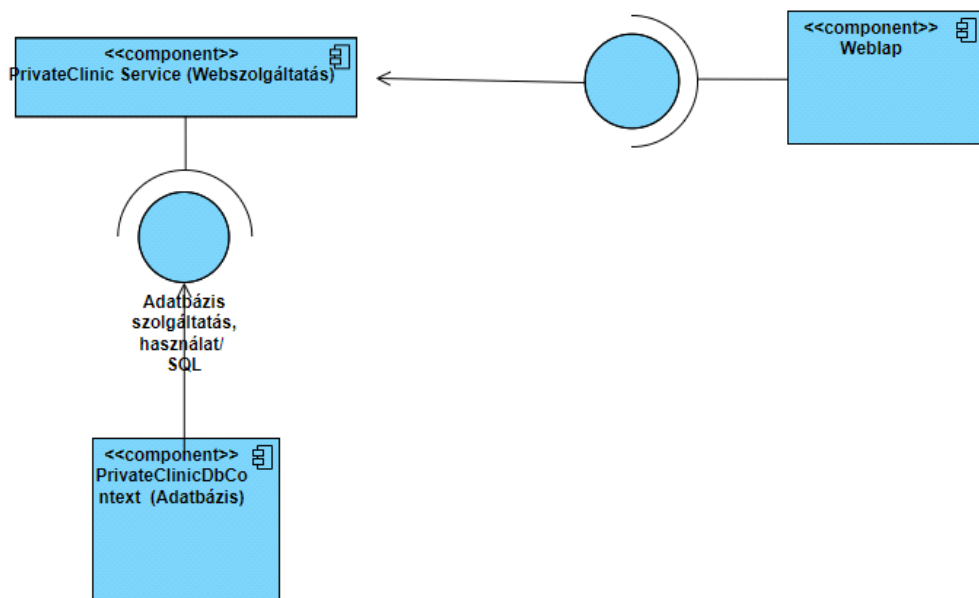 <<component>>
PrivateClinic Service (Webszolgáltatás)
<<component>>
Weblap
Adatbázis
szolgáltatás,
használat/
SQL
<<component>>
PrivateClinicDbCo
ntext (Adatbázis)